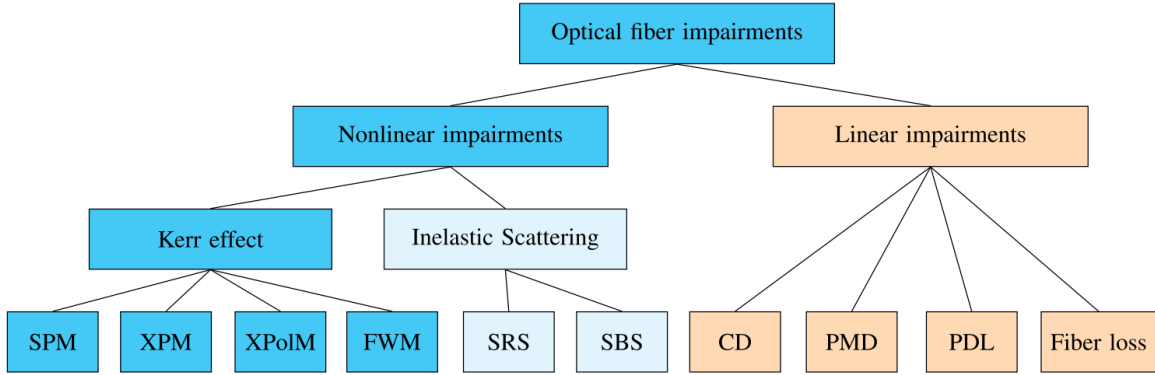 Optical fiber impairments
Nonlinear impairments
Linear impairments
Kerr effect
Inelastic Scattering
SPM
XPM
XPolM
FWM
SRS
SBS
CD
PMD
PDL
Fiber loss